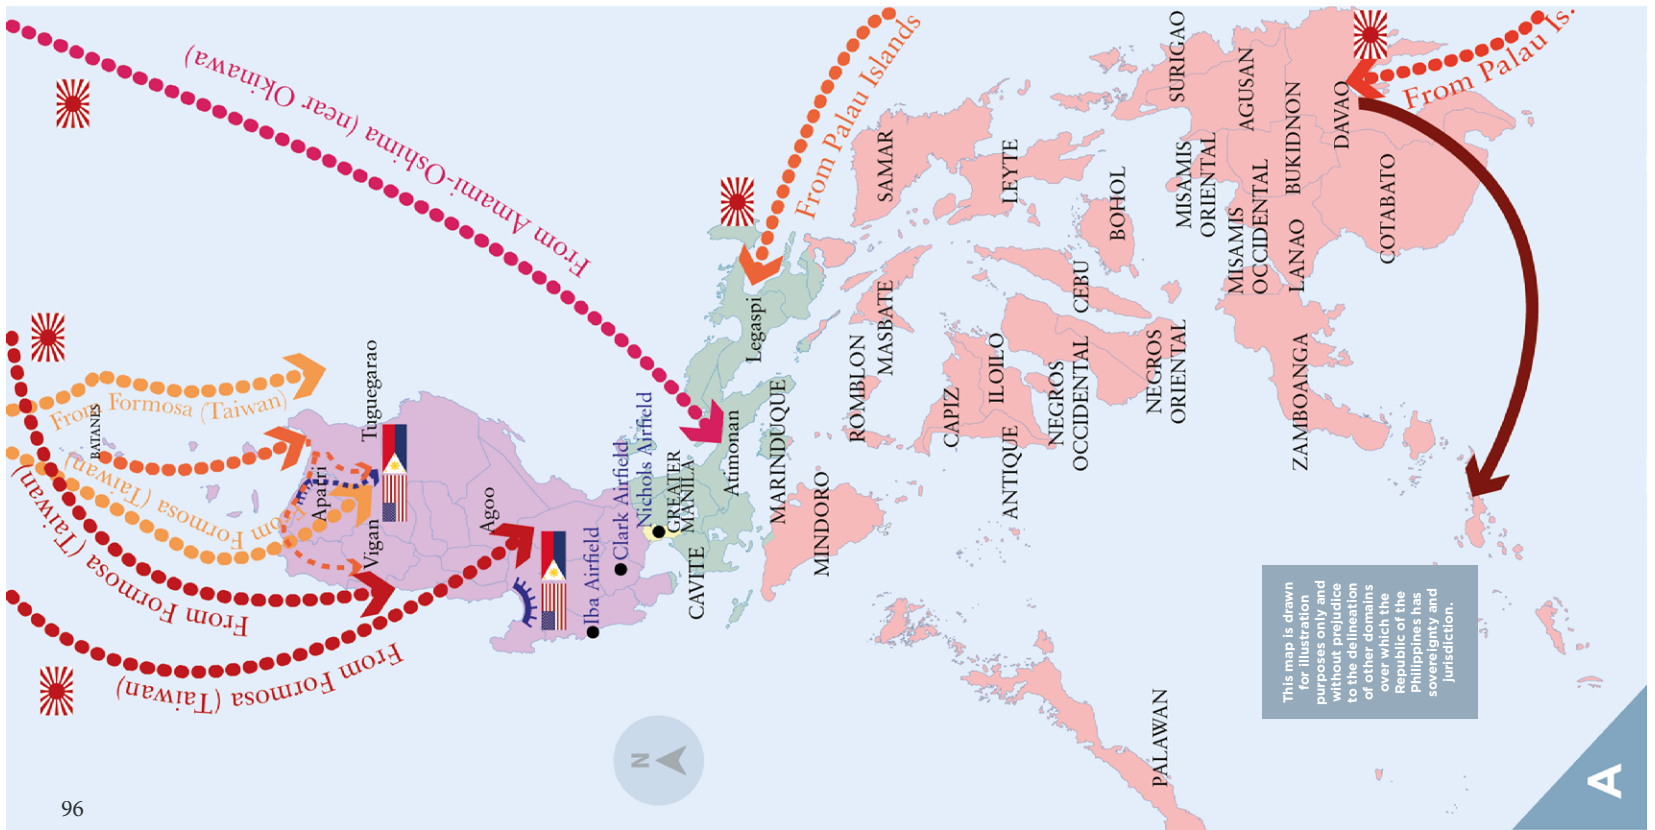 From Formosa (Taiwan)
BATANES
From Formosa (Taiwan)
From Formosa (Taiwan)
From Formosa (Taiwan)
From Amami-Oshima (near Okinawa)
From Palau Islands
From Palau Is.
Aparri
Tuguegarao
Vigan
Agoo
Iba Airfield
Clark Airfield
Nichols Airfield
GREATER
MANILA
CAVITE
Atimonan
Legaspi
MARINDUQUE
MINDORO
ROMBLON
MASBATE
SAMAR
CAPIZ
ILOILO
ANTIQUE
LEYTE
NEGROS
OCCIDENTAL
CEBU
BOHOL
NEGROS
ORIENTAL
PALAWAN
SURIGAO
MISAMIS
ORIENTAL
AGUSAN
MISAMIS
OCCIDENTAL
BUKIDNON
LANAO
ZAMBOANGA
DAVAO
COTABATO
N
This map is drawn
for illustration
purposes only and
without prejudice
to the delineation
of other domains
over which the
Republic of the
Philippines has
sovereignty and
jurisdiction.
A
96